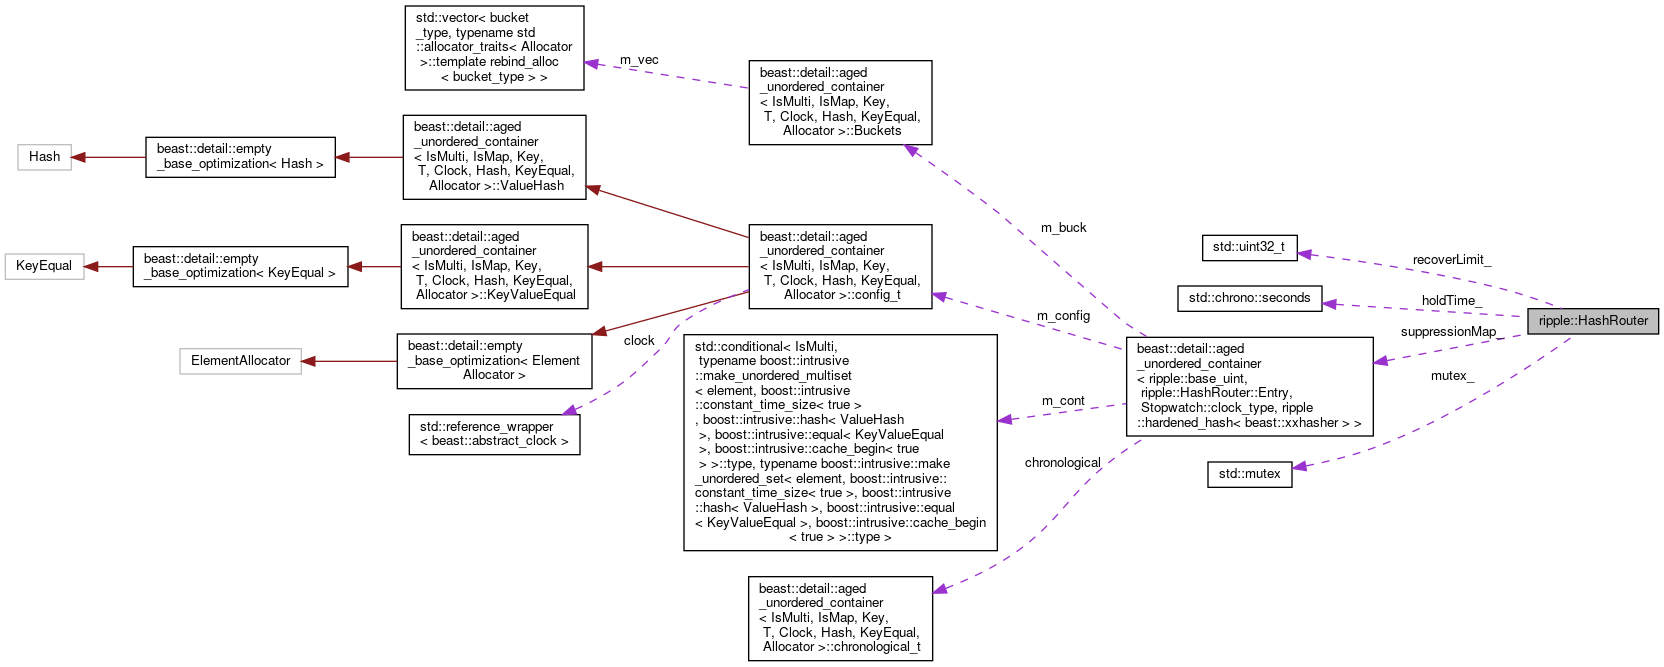 std::vector< bucket
_type, typename std
::allocator_traits< Allocator
>::template rebind_alloc
< bucket_type > >
m_vec
beast::detail::aged
_unordered_container
< IsMulti, IsMap, Key,
T, Clock, Hash, KeyEqual,
Allocator >::Buckets
Hash
beast::detail::empty
_base_optimization< Hash >
beast::detail::aged
_unordered_container
< IsMulti, IsMap, Key,
T, Clock, Hash, KeyEqual,
Allocator >::ValueHash
m_buck
KeyEqual
beast::detail::empty
_base_optimization< KeyEqual >
beast::detail::aged
_unordered_container
< IsMulti, IsMap, Key,
T, Clock, Hash, KeyEqual,
Allocator >::KeyValueEqual
beast::detail::aged
_unordered_container
< IsMulti, IsMap, Key,
T, Clock, Hash, KeyEqual,
Allocator >::config_t
std::uint32_t
recoverLimit_
std::chrono::seconds
holdTime_
ripple::HashRouter
m_config
suppressionMap_
clock
ElementAllocator
beast::detail::empty
_base_optimization< Element
Allocator >
std::conditional< IsMulti,
typename boost::intrusive
::make_unordered_multiset
< element, boost::intrusive
::constant_time_size< true >
, boost::intrusive::hash< ValueHash
>, boost::intrusive::equal< KeyValueEqual
>, boost::intrusive::cache_begin< true
> >::type, typename boost::intrusive::make
_unordered_set< element, boost::intrusive::
constant_time_size< true >, boost::intrusive
::hash< ValueHash >, boost::intrusive::equal
< KeyValueEqual >, boost::intrusive::cache_begin
< true > >::type >
beast::detail::aged
_unordered_container
< ripple::base_uint,
ripple::HashRouter::Entry,
Stopwatch::clock_type, ripple
::hardened_hash< beast::xxhasher > >
mutex_
m_cont
std::reference_wrapper
< beast::abstract_clock >
chronological
std::mutex
beast::detail::aged
_unordered_container
< IsMulti, IsMap, Key,
T, Clock, Hash, KeyEqual,
Allocator >::chronological_t